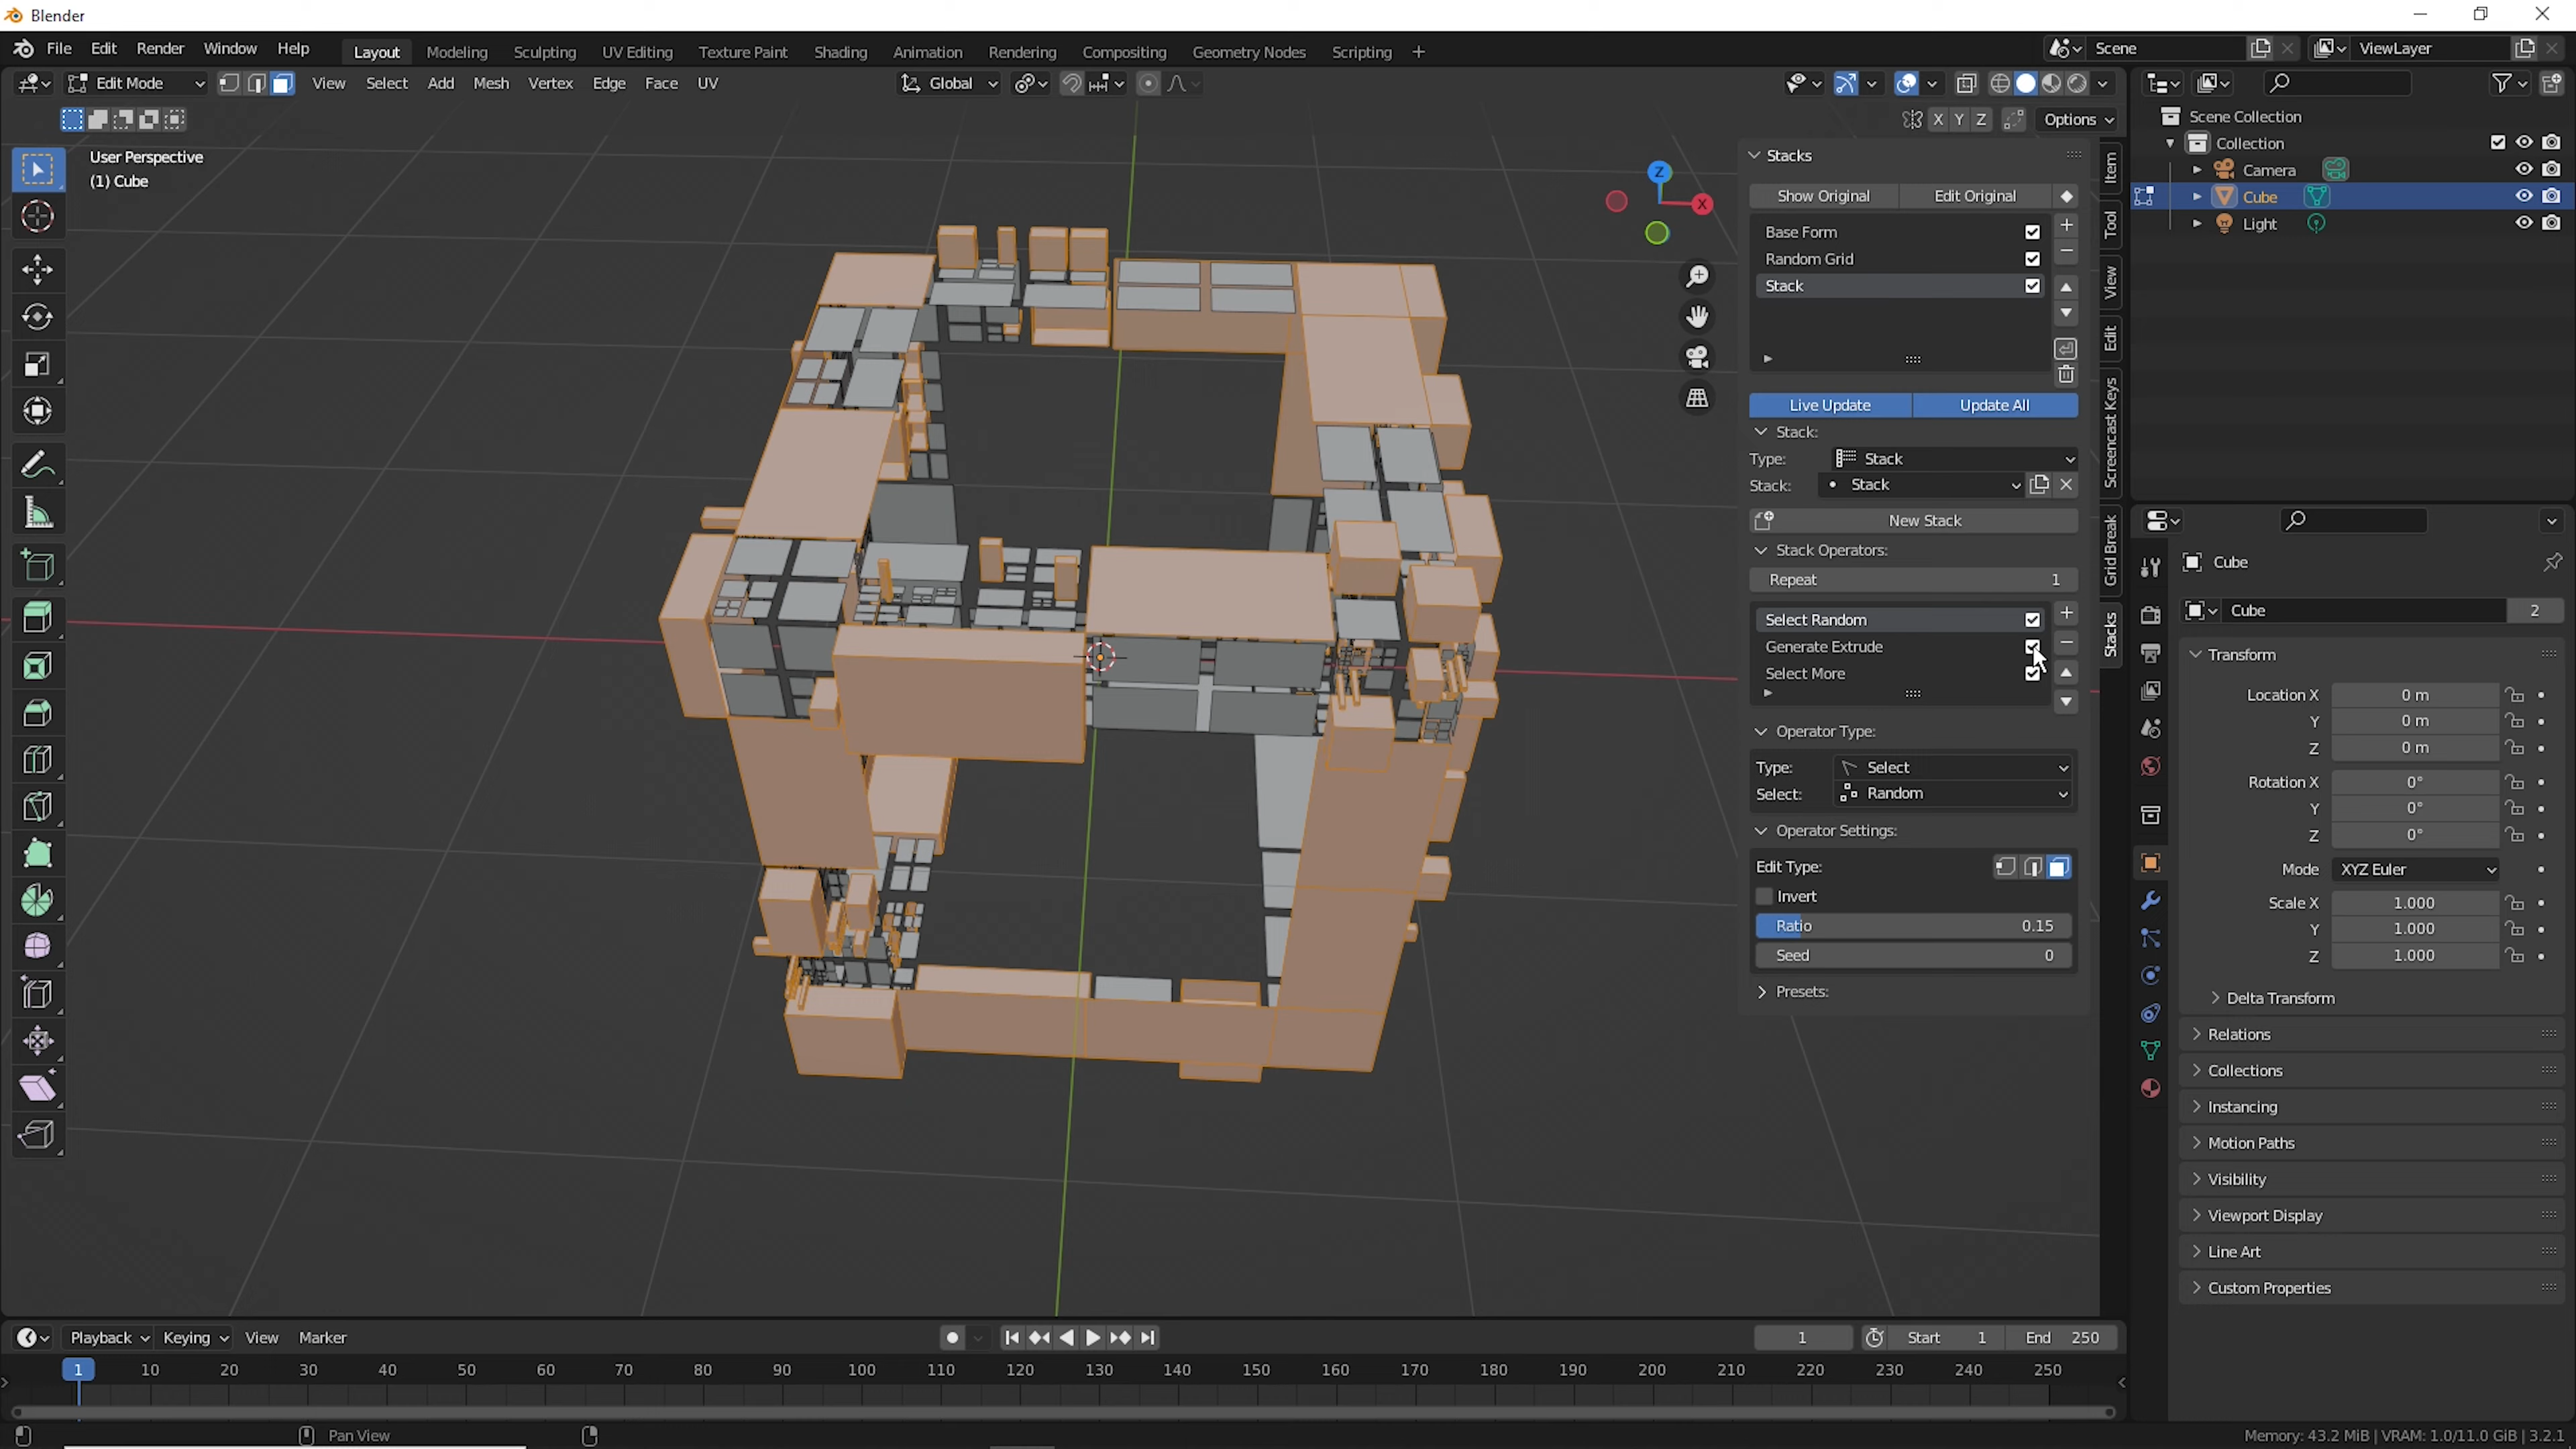 Blender
File Edit Render Window Help Layout Modeling Sculpting UV Editing Texture Paint Shading Animation Rendering Compositing Geometry Nodes Scripting + Scene ViewLayer
Edit Mode View Select Add Mesh Vertex Edge Face UV Global
X Y Z Options
User Perspective
(1) Cube
Z
X
Stacks
Show Original Edit Original
Base Form
Random Grid
Stack
Live Update Update All
Stack:
Type: Stack
Stack: Stack
New Stack
Stack Operators:
Repeat 1
Select Random
Generate Extrude
Select More
Operator Type:
Type: Select
Select: Random
Operator Settings:
Edit Type:
Invert
Ratio 0.15
Seed 0
Presets:
Item
Tool
View
Edit
Screencast Keys
Grid Break
Stacks
Scene Collection
Collection
Camera
Cube
Light
Cube
Cube 2
Transform
Location X 0 m
Y 0 m
Z 0 m
Rotation X 0°
Y 0°
Z 0°
Mode XYZ Euler
Scale X 1.000
Y 1.000
Z 1.000
Delta Transform
Relations
Collections
Instancing
Motion Paths
Visibility
Viewport Display
Line Art
Custom Properties
Playback Keying View Marker 1 Start 1 End 250
1 10 20 30 40 50 60 70 80 90 100 110 120 130 140 150 160 170 180 190 200 210 220 230 240 250
Pan View
Memory: 43.2 MiB | VRAM: 1.0/11.0 GiB | 3.2.1